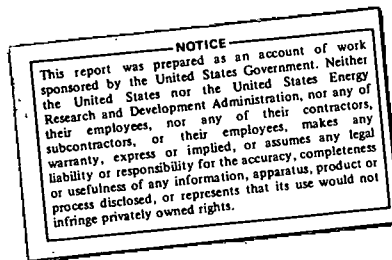 NOTICE
This report was prepared as an account of work
sponsored by the United States Government. Neither
the United States nor the United States Energy
Research and Development Administration, nor any of
their employees, nor any of their contractors,
subcontractors, or their employees, makes any
warranty, express or implied, or assumes any legal
liability or responsibility for the accuracy, completeness
or usefulness of any information, apparatus, product or
process disclosed, or represents that its use would not
infringe privately owned rights.